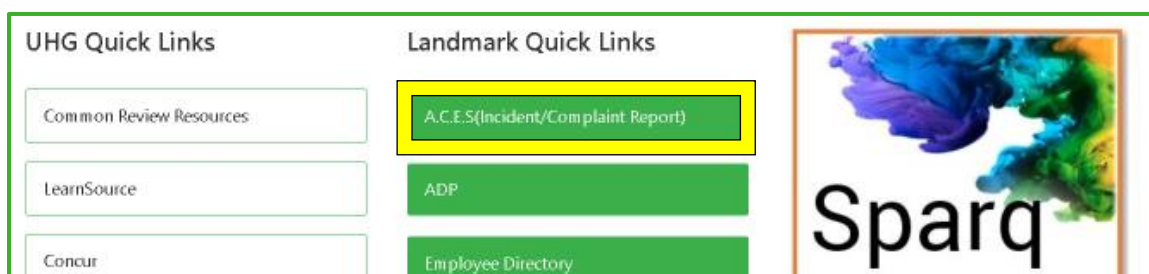 UHG Quick Links
Common Review Resources
LearnSource
Concur
Landmark Quick Links
A.C.E.S(Incident/Complaint Report)
ADP
Employee Directory
Sparq